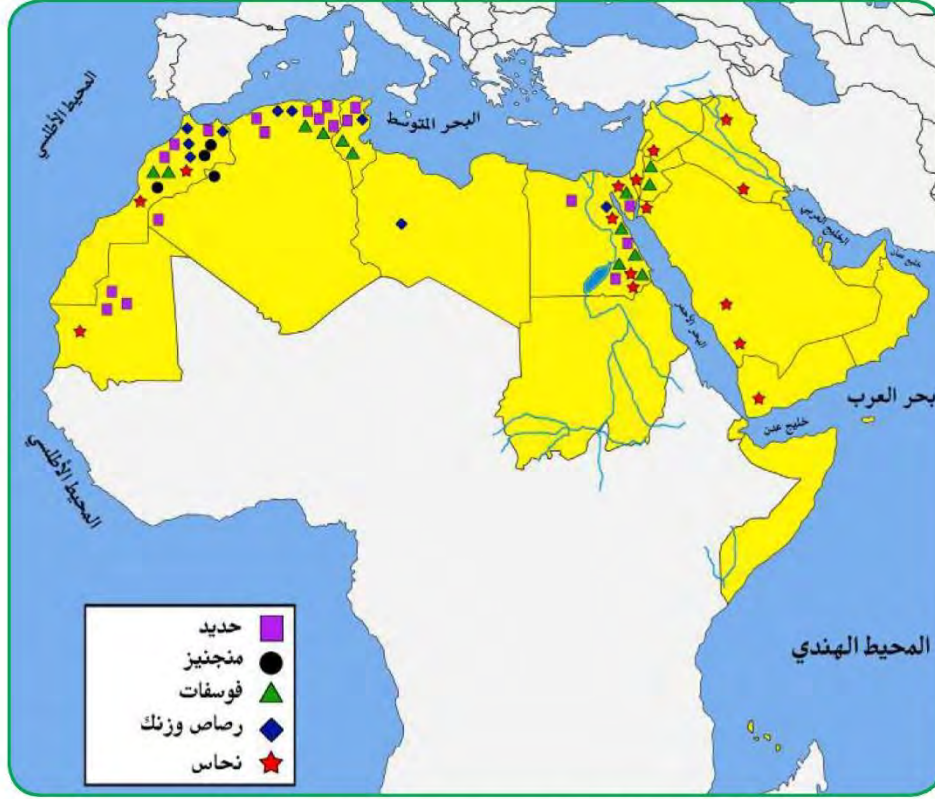 المحيط الأطلسي
البحر المتوسط
الخليج العربي
خليج عمان
البحر الأحمر
بحر العرب
خليج عدن
المحيط الأطلسي
المحيط الهندي
حديد
منجنيز
فوسفات
رصاص وزنك
نحاس